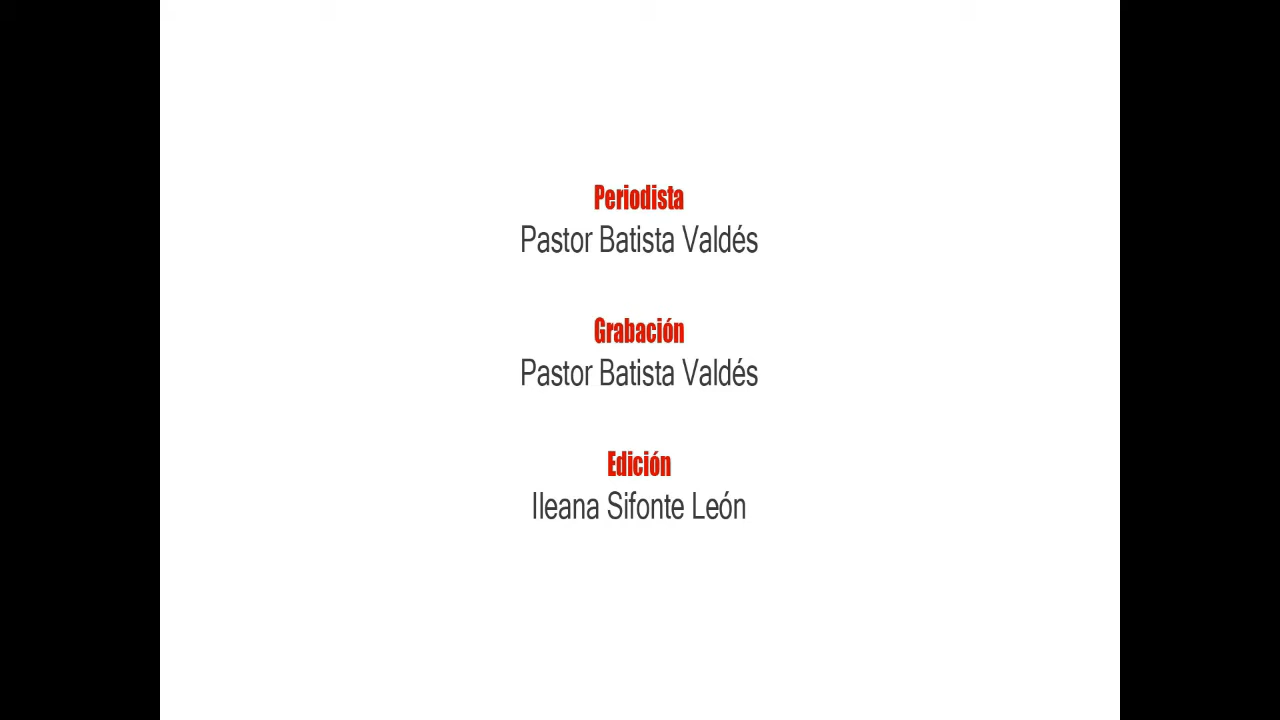 Periodista
Pastor Batista Valdés
Grabación
Pastor Batista Valdés
Edición
Ileana Sifonte León